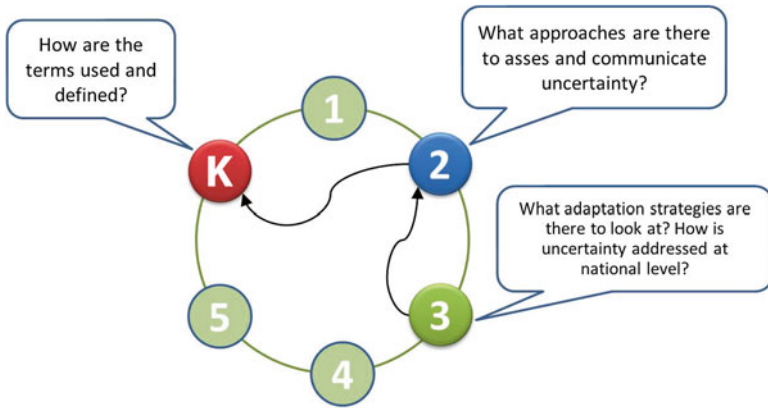 How are the
terms used and
defined?
What approaches are there
to asses and communicate
uncertainty?
1
K
2
What adaptation strategies are
there to look at? How is
uncertainty addressed at
national level?
5
3
4